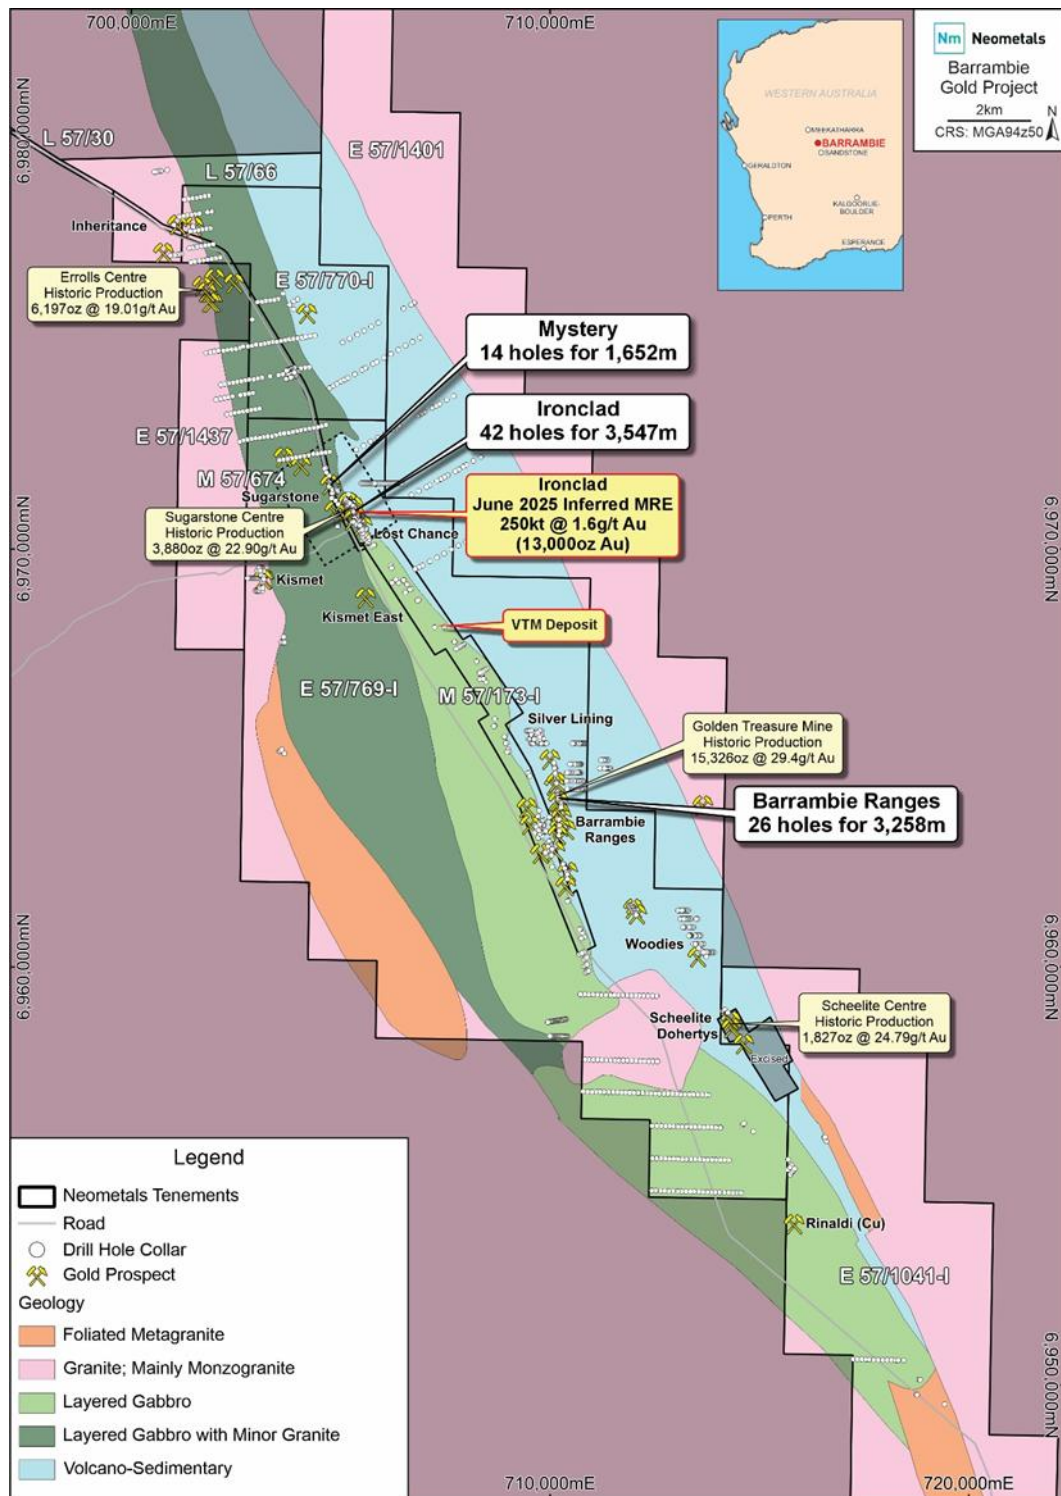 700,000mE
710,000mE
Nm Neometals
Barrambie
Gold Project
2km
N
CRS: MGA94z50
WESTERN AUSTRALIA
MEEKATHARRA
BARRAMBIE
SANDSTONE
GERALDTON
KALGOORLIE-
BOULDER
PERTH
ESPERANCE
6,980,000mN
6,980,000mN
L 57/30
L 57/66
E 57/1401
Inheritance
Errolls Centre
Historic Production
6,197oz @ 19.01g/t Au
E 57/770-I
Mystery
14 holes for 1,652m
Ironclad
42 holes for 3,547m
E 57/1437
M 57/674
Sugarstone
Ironclad
June 2025 Inferred MRE
250kt @ 1.6g/t Au
(13,000oz Au)
Sugarstone Centre
Historic Production
3,880oz @ 22.90g/t Au
Lost Chance
6,970,000mN
6,970,000mN
Kismet
Kismet East
VTM Deposit
E 57/769-I
M 57/173-I
Silver Lining
Golden Treasure Mine
Historic Production
15,326oz @ 29.4g/t Au
Barrambie Ranges
26 holes for 3,258m
Barrambie
Ranges
Woodies
6,960,000mN
6,960,000mN
Scheelite
Dohertys
Scheelite Centre
Historic Production
1,827oz @ 24.79g/t Au
Excised
Rinaldi (Cu)
E 57/1041-I
6,950,000mN
Legend
Neometals Tenements
Road
Drill Hole Collar
Gold Prospect
Geology
Foliated Metagranite
Granite; Mainly Monzogranite
Layered Gabbro
Layered Gabbro with Minor Granite
Volcano-Sedimentary
710,000mE
720,000mE